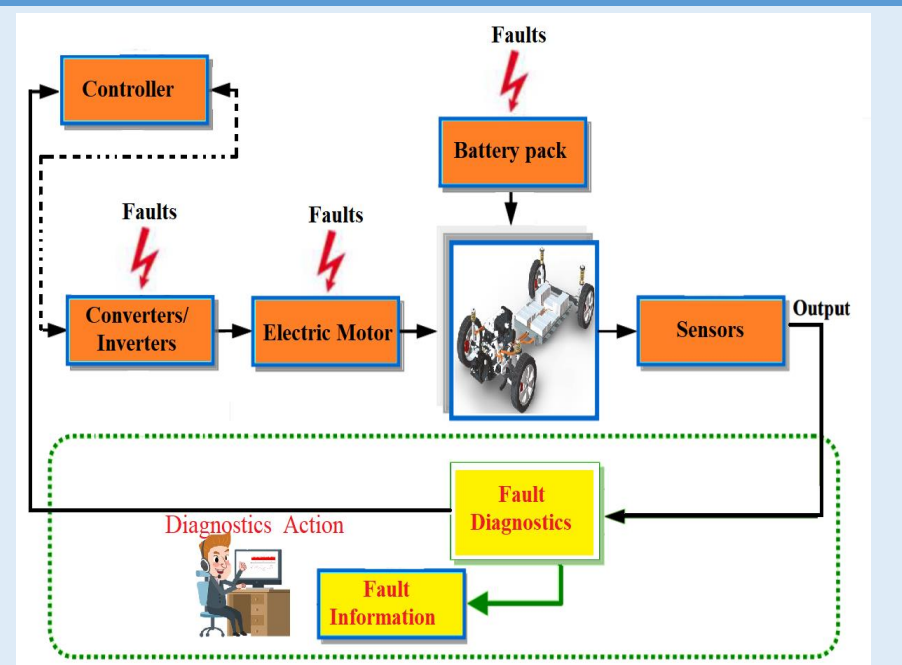 Faults
Controller
Battery pack
Faults
Faults
Converters/
Inverters
Electric Motor
Sensors
Output
Fault
Diagnostics
Diagnostics Action
Fault
Information